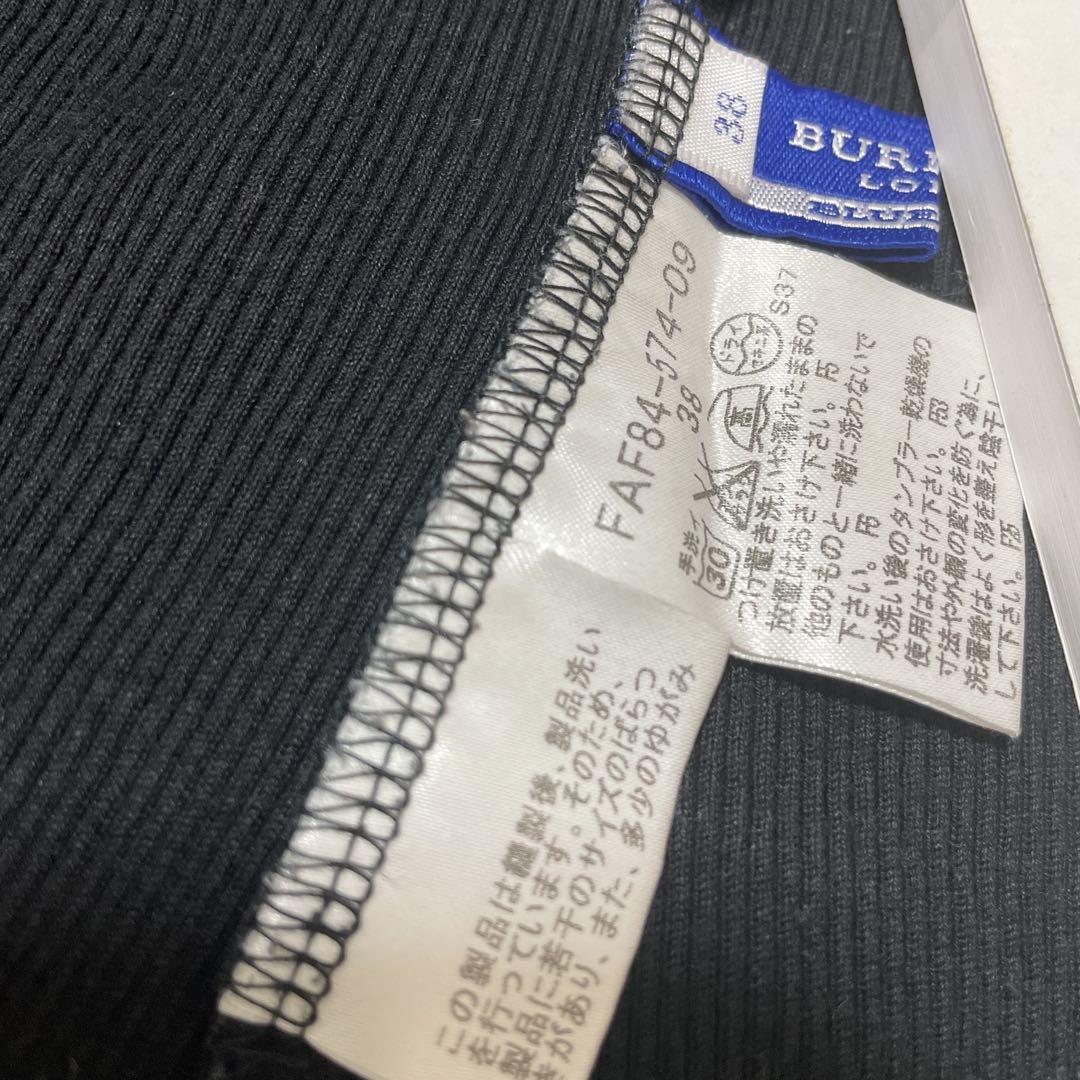 38
BUR
LO
BLUE
FAF84-574-09
38
S37
ドライ
手洗イ
30
つけ置き洗いや濡れたままの
放置はおさけ下さい。
他のものと一緒に洗わないで
下さい。
水洗い後のタンブラー乾燥機の
使用はおさけ下さい。
寸法や外観の変化を防ぐ為に、
洗濯後はよく形を整え陰干し
して下さい。
この製品は縫製後、製品洗い
を行っています。そのため、
製品に若干のサイズのばらつ
きがあり、また、多少のゆがみ